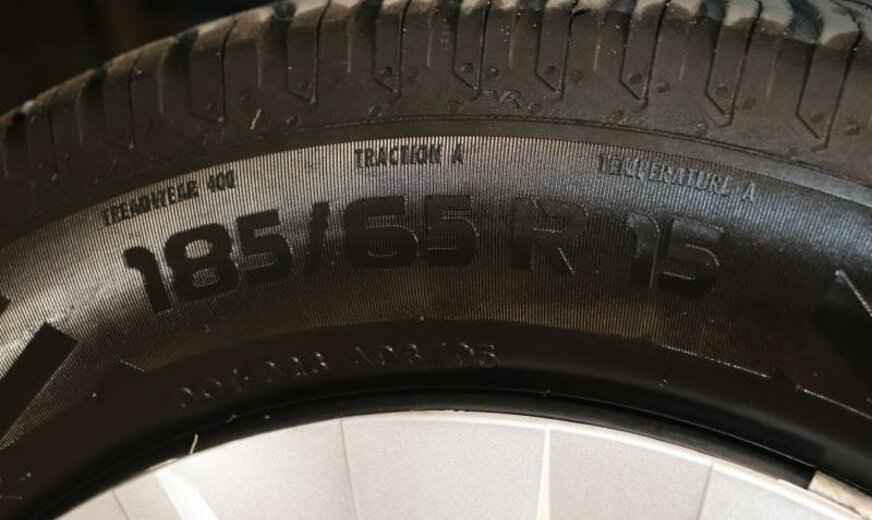 TREADWEAR 400
TRACTION A
TEMPERATURE A
185/65 R 15